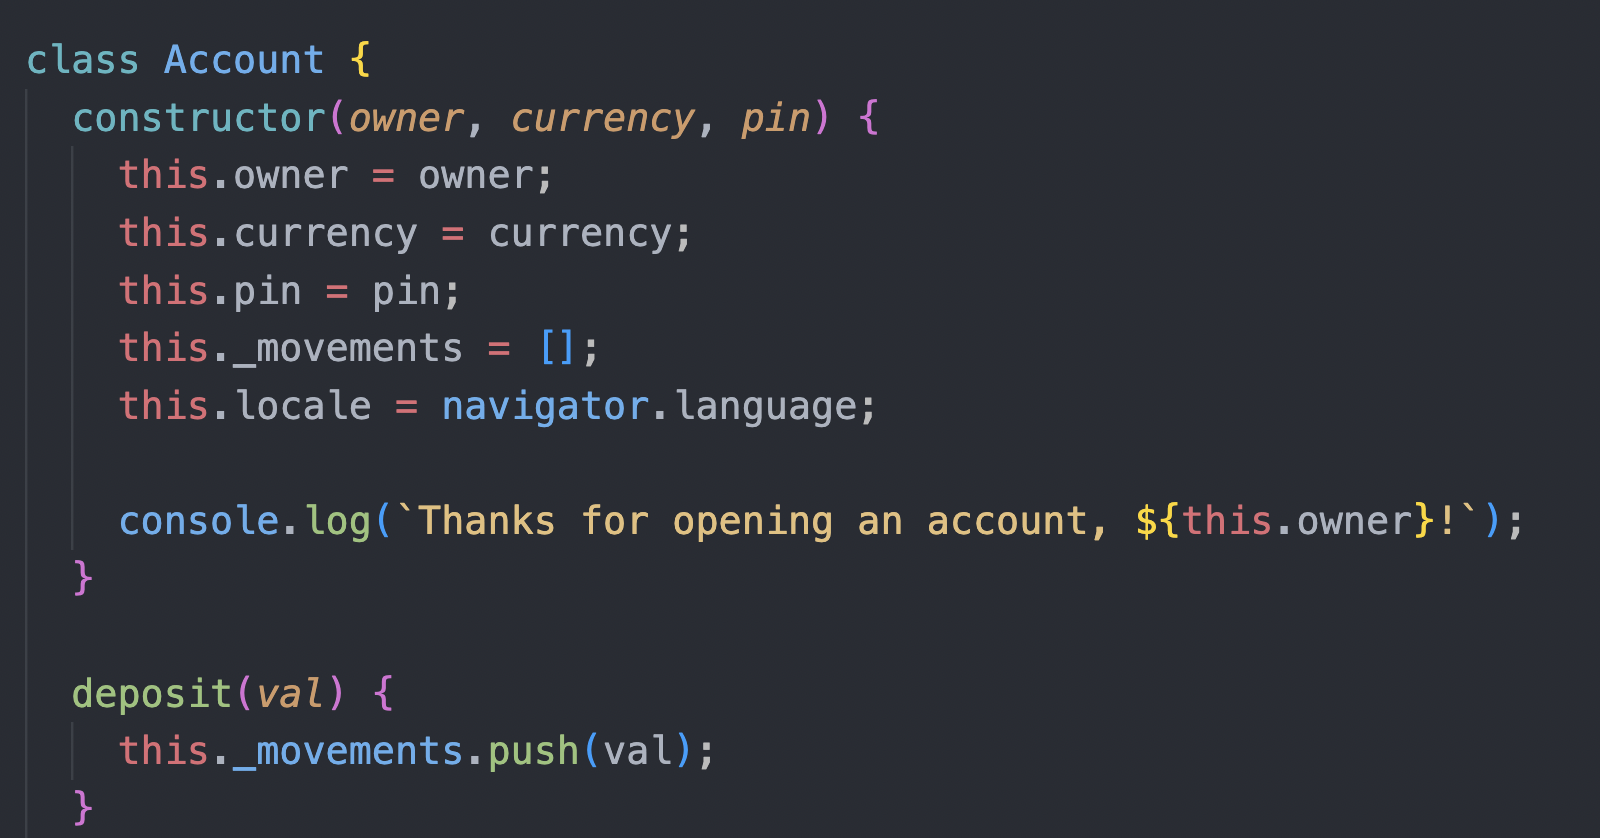 class Account {
constructor(owner, currency, pin) {
this.owner = owner;
this.currency = currency;
this.pin = pin;
this._movements = [];
this.locale = navigator.language;
console.log(`Thanks for opening an account, ${this.owner}!`);
}
deposit(val) {
this._movements.push(val);
}